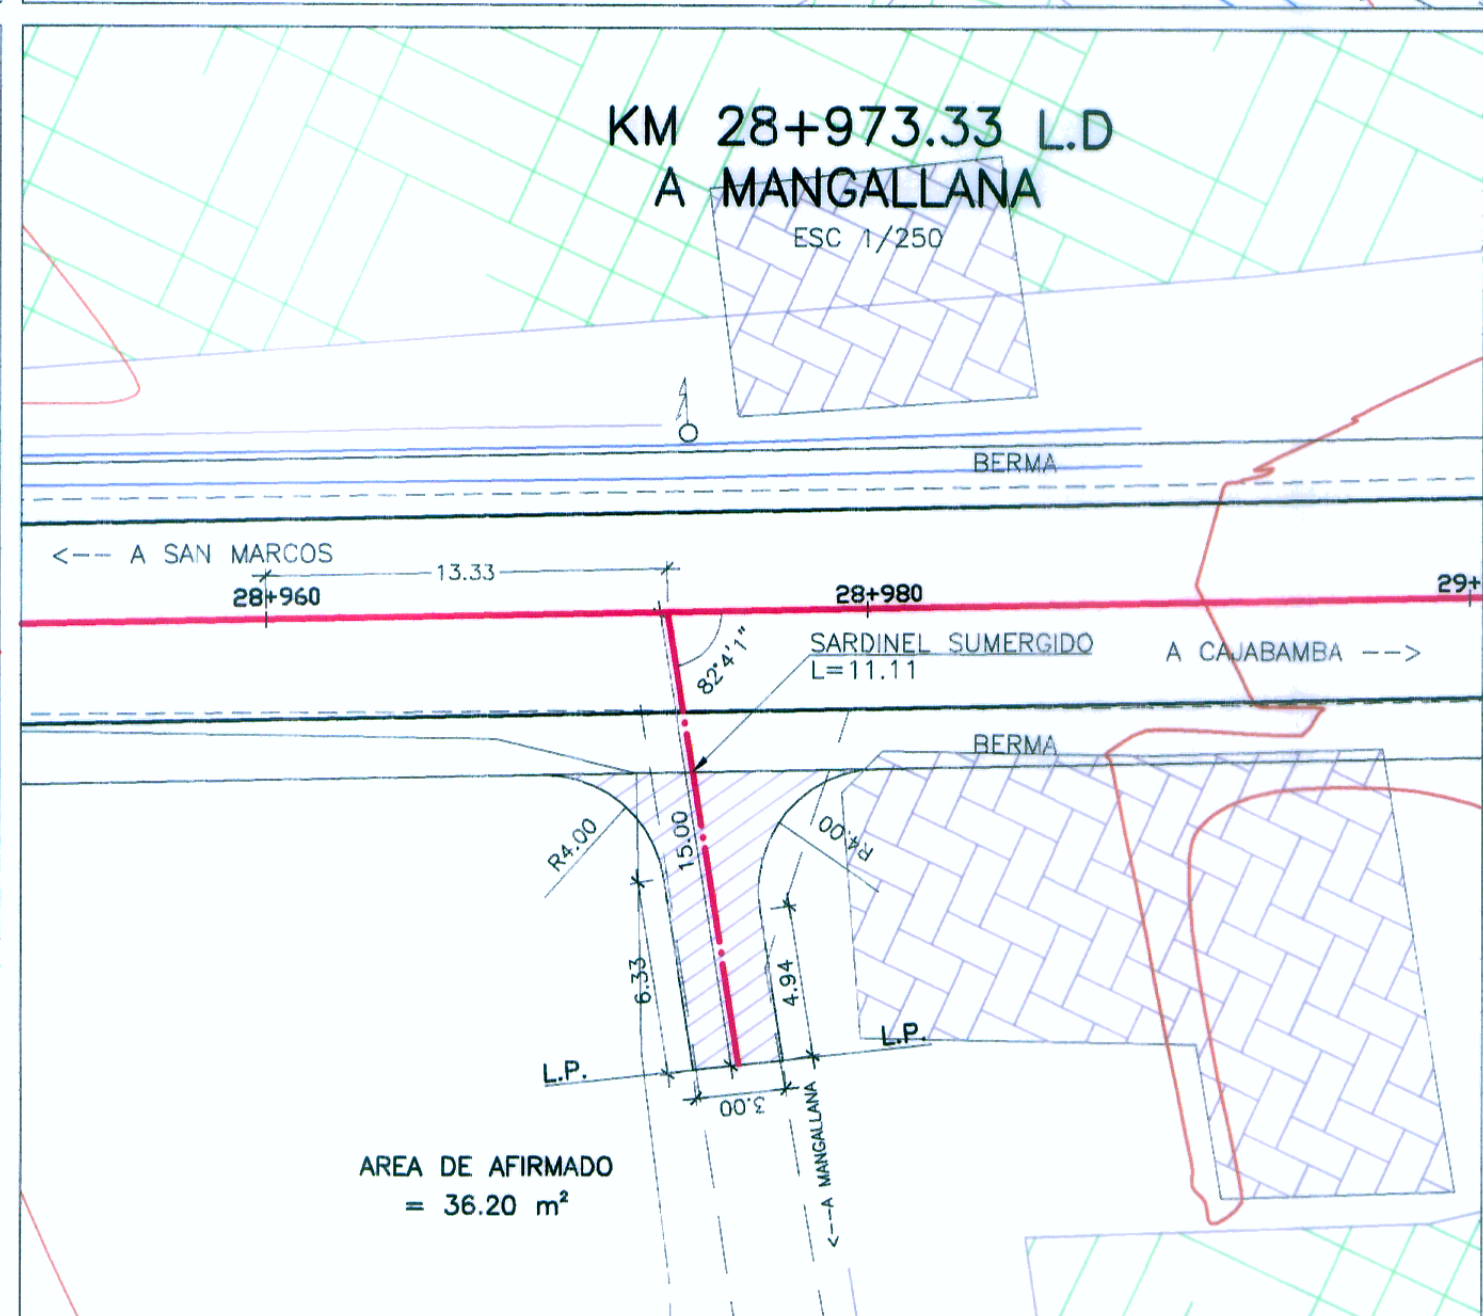 KM 28+973.33 L.D
A MANGALLANA
ESC 1/250
BERMA
<--- A SAN MARCOS
13.33
28+960
28+980
29+
82°4'1"
SARDINEL SUMERGIDO
L=11.11
A CAJABAMBA -->
BERMA
R4.00
15.00
R4.00
6.33
4.94
L.P.
L.P.
3.00
<--A MANGALLANA
AREA DE AFIRMADO
= 36.20 m²